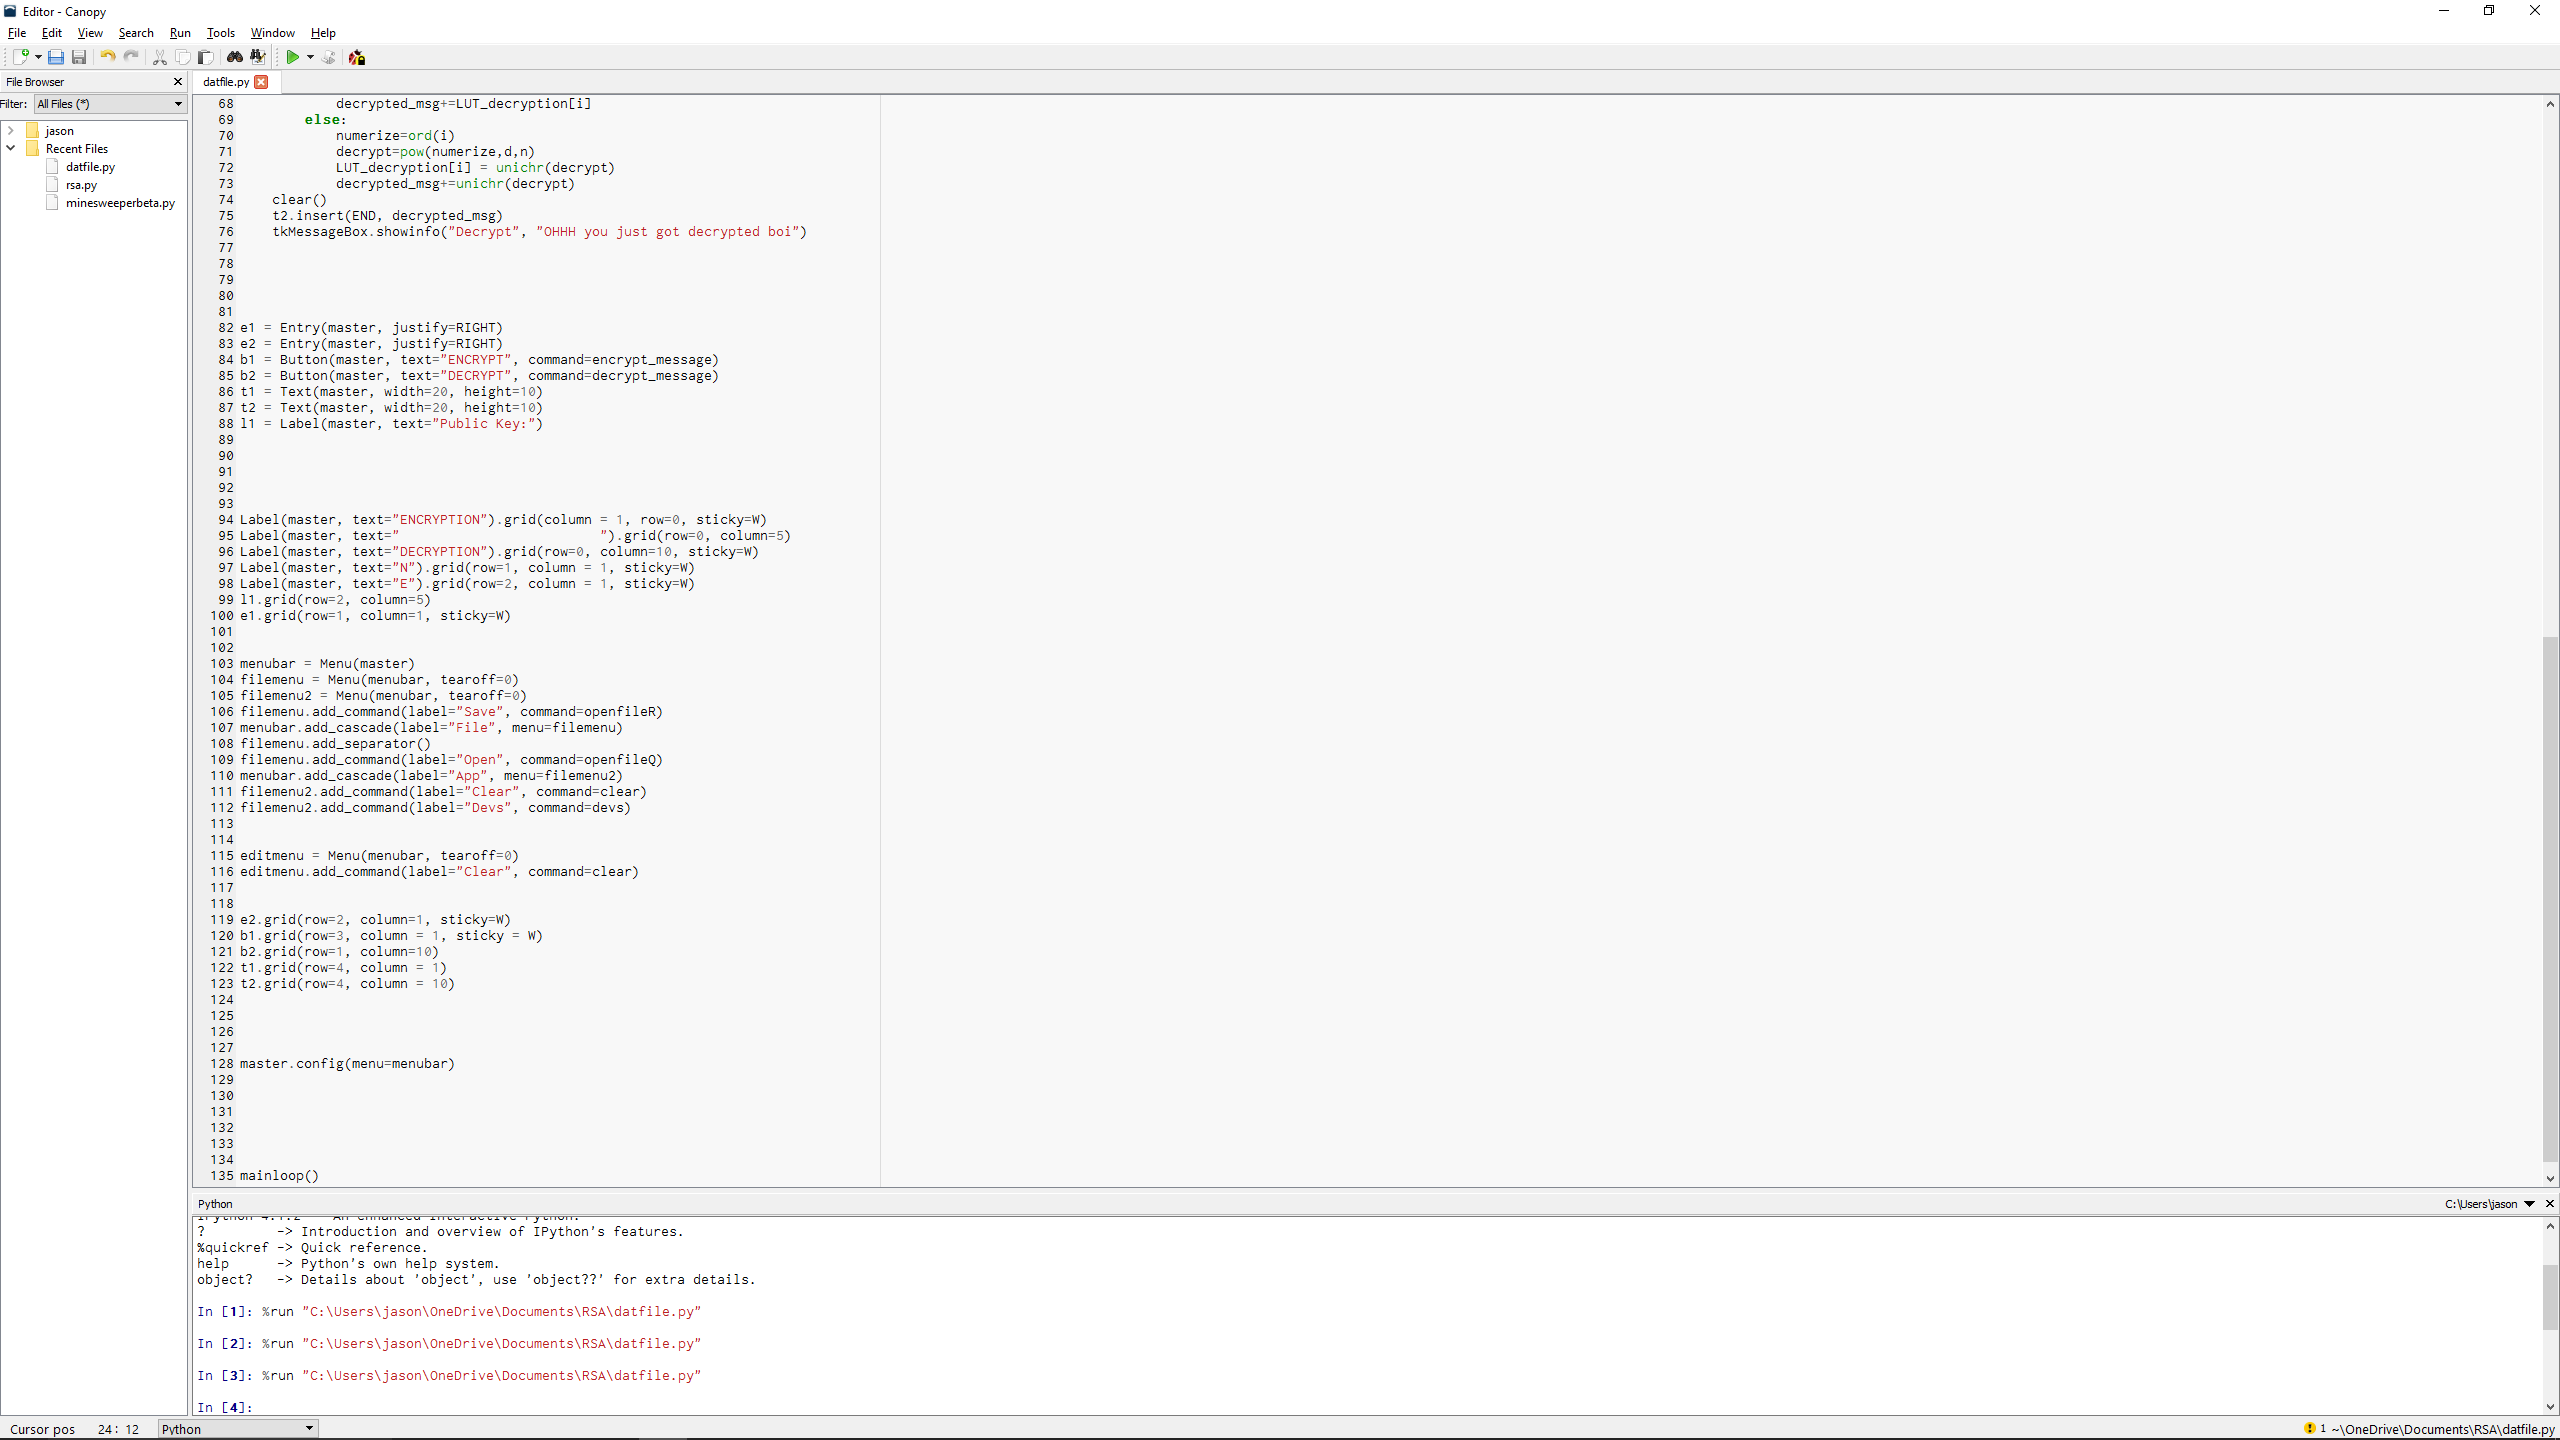 Editor - Canopy
File Edit View Search Run Tools Window Help
File Browser
datfile.py
Filter: All Files (*)
jason
Recent Files
datfile.py
rsa.py
minesweeperbeta.py
68 decrypted_msg+=LUT_decryption[i]
69 else:
70 numerize=ord(i)
71 decrypt=pow(numerize,d,n)
72 LUT_decryption[i] = unichr(decrypt)
73 decrypted_msg+=unichr(decrypt)
74 clear()
75 t2.insert(END, decrypted_msg)
76 tkMessageBox.showinfo("Decrypt", "OHHH you just got decrypted boi")
77
78
79
80
81
82 e1 = Entry(master, justify=RIGHT)
83 e2 = Entry(master, justify=RIGHT)
84 b1 = Button(master, text="ENCRYPT", command=encrypt_message)
85 b2 = Button(master, text="DECRYPT", command=decrypt_message)
86 t1 = Text(master, width=20, height=10)
87 t2 = Text(master, width=20, height=10)
88 l1 = Label(master, text="Public Key:")
89
90
91
92
93
94 Label(master, text="ENCRYPTION").grid(column = 1, row=0, sticky=W)
95 Label(master, text="                         ").grid(row=0, column=5)
96 Label(master, text="DECRYPTION").grid(row=0, column=10, sticky=W)
97 Label(master, text="N").grid(row=1, column = 1, sticky=W)
98 Label(master, text="E").grid(row=2, column = 1, sticky=W)
99 l1.grid(row=2, column=5)
100 e1.grid(row=1, column=1, sticky=W)
101
102
103 menubar = Menu(master)
104 filemenu = Menu(menubar, tearoff=0)
105 filemenu2 = Menu(menubar, tearoff=0)
106 filemenu.add_command(label="Save", command=openfileR)
107 menubar.add_cascade(label="File", menu=filemenu)
108 filemenu.add_separator()
109 filemenu.add_command(label="Open", command=openfileQ)
110 menubar.add_cascade(label="App", menu=filemenu2)
111 filemenu2.add_command(label="Clear", command=clear)
112 filemenu2.add_command(label="Devs", command=devs)
113
114
115 editmenu = Menu(menubar, tearoff=0)
116 editmenu.add_command(label="Clear", command=clear)
117
118
119 e2.grid(row=2, column=1, sticky=W)
120 b1.grid(row=3, column = 1, sticky = W)
121 b2.grid(row=1, column=10)
122 t1.grid(row=4, column = 1)
123 t2.grid(row=4, column = 10)
124
125
126
127
128 master.config(menu=menubar)
129
130
131
132
133
134
135 mainloop()
Python C:\Users\jason
IPython 4.1.2 -- An enhanced Interactive Python.
? -> Introduction and overview of IPython's features.
%quickref -> Quick reference.
help -> Python's own help system.
object? -> Details about 'object', use 'object??' for extra details.
In [1]: %run "C:\Users\jason\OneDrive\Documents\RSA\datfile.py"
In [2]: %run "C:\Users\jason\OneDrive\Documents\RSA\datfile.py"
In [3]: %run "C:\Users\jason\OneDrive\Documents\RSA\datfile.py"
In [4]:
Cursor pos 24: 12 Python 1 ~\OneDrive\Documents\RSA\datfile.py